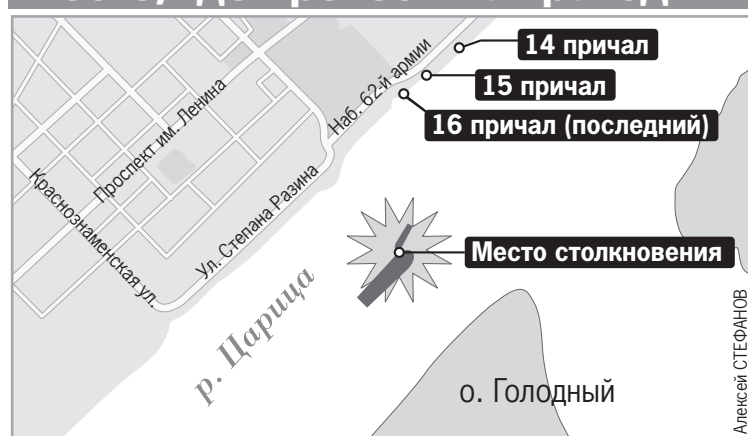 14 причал
15 причал
16 причал (последний)
Наб. 62-й армии
Проспект им. Ленина
Краснознаменская ул.
Ул. Степана Разина
Место столкновения
р. Царица
о. Голодный
Алексей СТЕФАНОВ